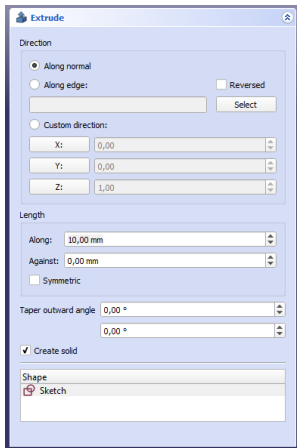 Extrude
Direction
Along normal
Along edge:
Reversed
Select
Custom direction:
X: 0,00
Y: 0,00
Z: 1,00
Length
Along: 10,00 mm
Against: 0,00 mm
Symmetric
Taper outward angle 0,00 °
0,00 °
Create solid
Shape
Sketch